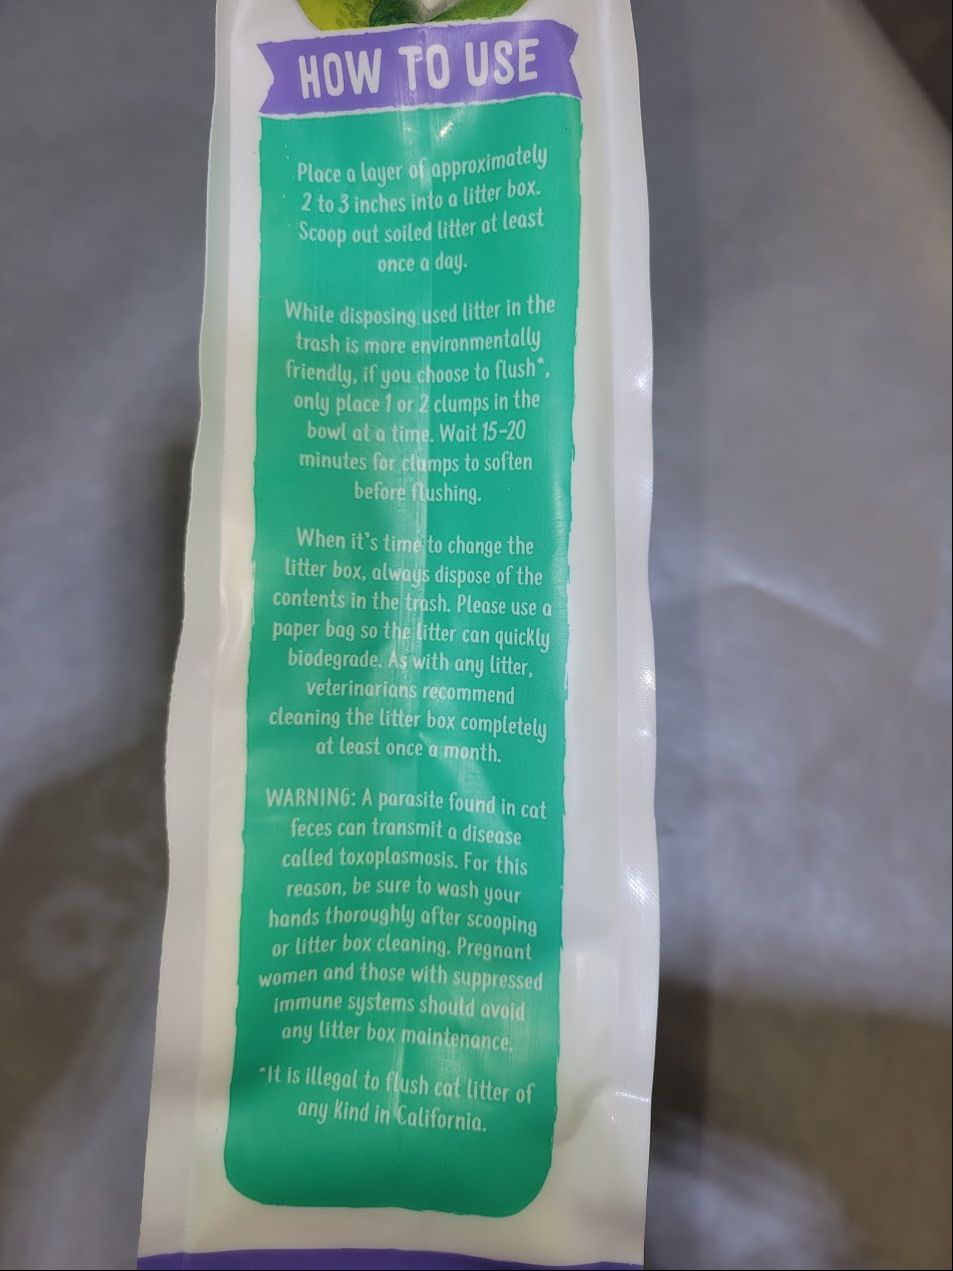 HOW TO USE
Place a layer of approximately
2 to 3 inches into a litter box.
Scoop out soiled litter at least
once a day.
While disposing used litter in the
trash is more environmentally
friendly, if you choose to flush*,
only place 1 or 2 clumps in the
bowl at a time. Wait 15-20
minutes for clumps to soften
before flushing.
When it's time to change the
litter box, always dispose of the
contents in the trash. Please use a
paper bag so the litter can quickly
biodegrade. As with any litter,
veterinarians recommend
cleaning the litter box completely
at least once a month.
WARNING: A parasite found in cat
feces can transmit a disease
called toxoplasmosis. For this
reason, be sure to wash your
hands thoroughly after scooping
or litter box cleaning. Pregnant
women and those with suppressed
immune systems should avoid
any litter box maintenance.
*It is illegal to flush cat litter of
any kind in California.